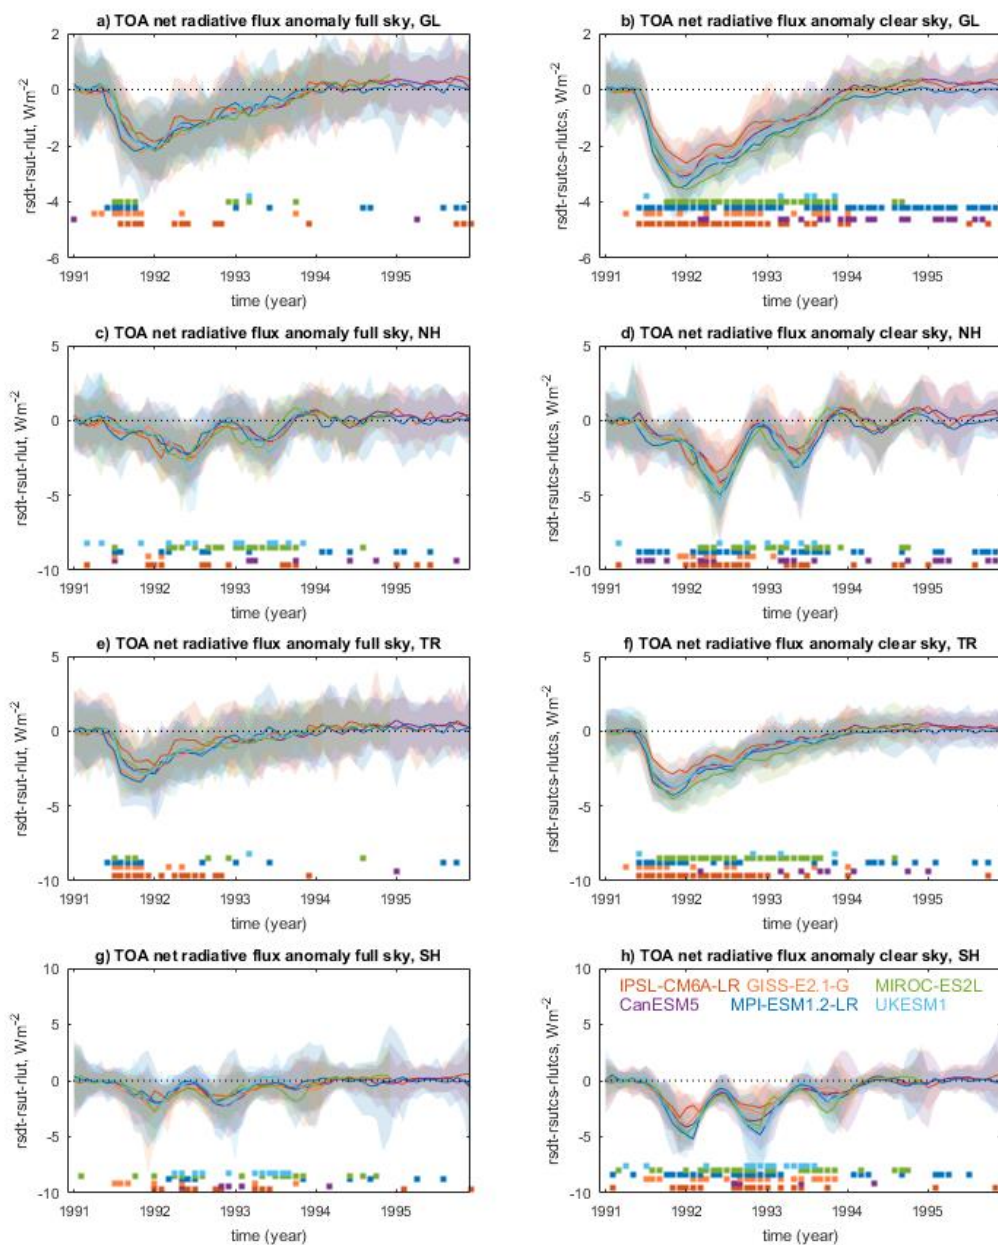 a) TOA net radiative flux anomaly full sky, GL
rsdt-rsut-rlut, Wm-2
2
0
-2
-4
-6
1991 1992 1993 1994 1995
time (year)
b) TOA net radiative flux anomaly clear sky, GL
rsdt-rsutcs-rlutcs, Wm-2
2
0
-2
-4
-6
1991 1992 1993 1994 1995
time (year)
c) TOA net radiative flux anomaly full sky, NH
rsdt-rsut-rlut, Wm-2
5
0
-5
-10
1991 1992 1993 1994 1995
time (year)
d) TOA net radiative flux anomaly clear sky, NH
rsdt-rsutcs-rlutcs, Wm-2
5
0
-5
-10
1991 1992 1993 1994 1995
time (year)
e) TOA net radiative flux anomaly full sky, TR
rsdt-rsut-rlut, Wm-2
5
0
-5
-10
1991 1992 1993 1994 1995
time (year)
f) TOA net radiative flux anomaly clear sky, TR
rsdt-rsutcs-rlutcs, Wm-2
5
0
-5
-10
1991 1992 1993 1994 1995
time (year)
g) TOA net radiative flux anomaly full sky, SH
rsdt-rsut-rlut, Wm-2
10
5
0
-5
-10
1991 1992 1993 1994 1995
time (year)
h) TOA net radiative flux anomaly clear sky, SH
rsdt-rsutcs-rlutcs, Wm-2
10
5
0
-5
-10
IPSL-CM6A-LR GISS-E2.1-G MIROC-ES2L
CanESM5 MPI-ESM1.2-LR UKESM1
1991 1992 1993 1994 1995
time (year)